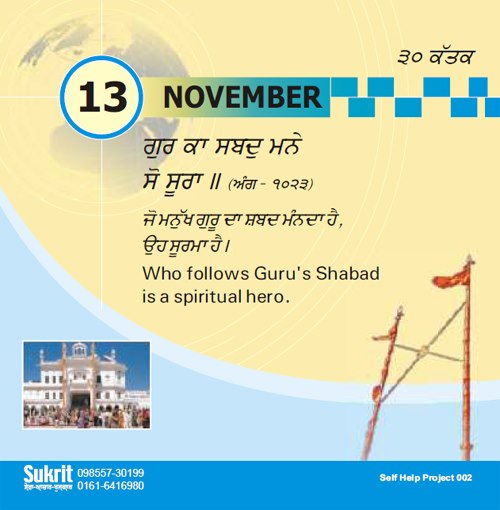 ੩੦ ਕੱਤਕ
13 NOVEMBER
ਗੁਰ ਕਾ ਸਬਦੁ ਮਨੇ
ਸੋ ਸੂਰਾ ॥ (ਅੰਗ - ੧੦੨੩)
ਜੋ ਮਨੁੱਖ ਗੁਰੂ ਦਾ ਸ਼ਬਦ ਮੰਨਦਾ ਹੈ,
ਉਹ ਸੂਰਮਾ ਹੈ।
Who follows Guru's Shabad
is a spiritual hero.
Sukrit 098557-30199
0161-6416980
Self Help Project 002